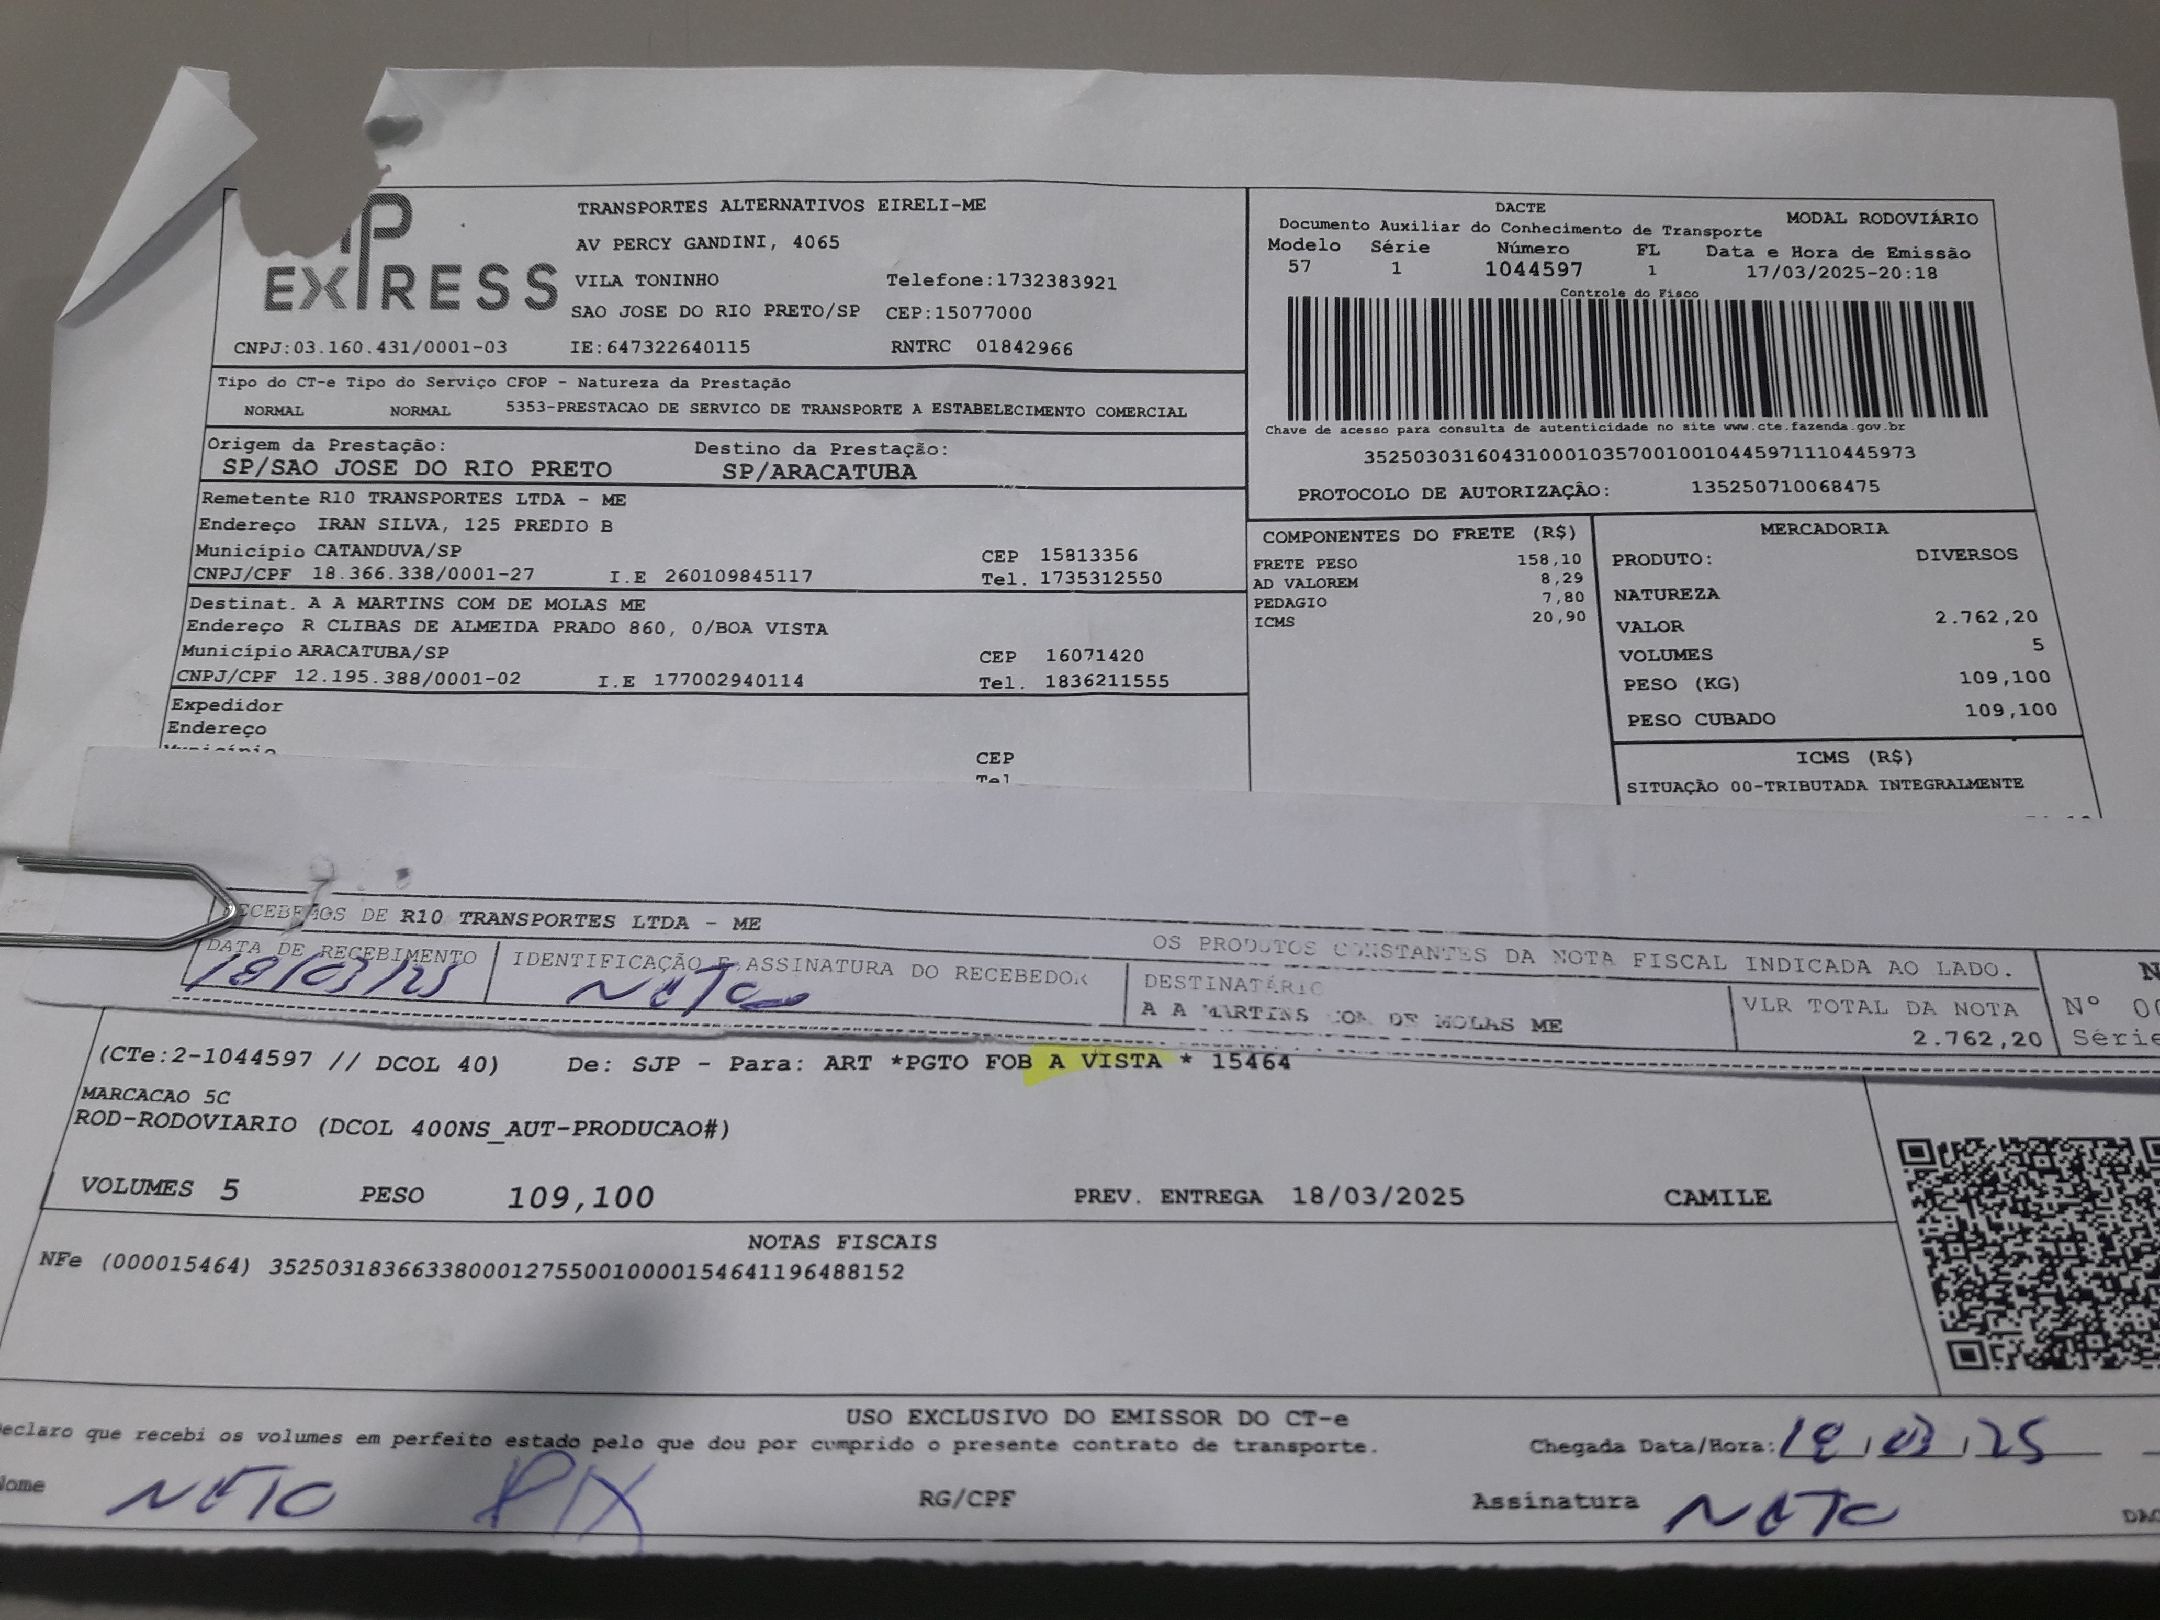 EXPRESS
TRANSPORTES ALTERNATIVOS EIRELI-ME
AV PERCY GANDINI, 4065
VILA TONINHO Telefone:1732383921
SAO JOSE DO RIO PRETO/SP CEP:15077000
CNPJ:03.160.431/0001-03 IE:647322640115 RNTRC 01842966
Tipo do CT-e Tipo do Serviço CFOP - Natureza da Prestação
NORMAL NORMAL 5353-PRESTACAO DE SERVICO DE TRANSPORTE A ESTABELECIMENTO COMERCIAL
Origem da Prestação: Destino da Prestação:
SP/SAO JOSE DO RIO PRETO SP/ARACATUBA
Remetente R10 TRANSPORTES LTDA - ME
Endereço IRAN SILVA, 125 PREDIO B
Município CATANDUVA/SP CEP 15813356
CNPJ/CPF 18.366.338/0001-27 I.E 260109845117 Tel. 1735312550
Destinat. A A MARTINS COM DE MOLAS ME
Endereço R CLIBAS DE ALMEIDA PRADO 860, 0/BOA VISTA
Município ARACATUBA/SP CEP 16071420
CNPJ/CPF 12.195.388/0001-02 I.E 177002940114 Tel. 1836211555
Expedidor
Endereço
Município CEP
Tel
DACTE
Documento Auxiliar do Conhecimento de Transporte MODAL RODOVIÁRIO
Modelo Série Número FL Data e Hora de Emissão
57 1 1044597 1 17/03/2025-20:18
Controle do Fisco
Chave de acesso para consulta de autenticidade no site www.cte.fazenda.gov.br
35250303160431000103570010010445971110445973
PROTOCOLO DE AUTORIZAÇÃO: 135250710068475
COMPONENTES DO FRETE (R$)
FRETE PESO 158,10
AD VALOREM 8,29
PEDAGIO 7,80
ICMS 20,90
MERCADORIA
PRODUTO: DIVERSOS
NATUREZA
VALOR 2.762,20
VOLUMES 5
PESO (KG) 109,100
PESO CUBADO 109,100
ICMS (R$)
SITUAÇÃO 00-TRIBUTADA INTEGRALMENTE
RECEBEMOS DE R10 TRANSPORTES LTDA - ME OS PRODUTOS CONSTANTES DA NOTA FISCAL INDICADA AO LADO.
DATA DE RECEBIMENTO IDENTIFICAÇÃO E ASSINATURA DO RECEBEDOR DESTINATÁRIO VLR TOTAL DA NOTA Nº
18/03/25 NETO A A MARTINS COM DE MOLAS ME 2.762,20 Série
(CTe:2-1044597 // DCOL 40) De: SJP - Para: ART *PGTO FOB A VISTA * 15464
MARCACAO 5C
ROD-RODOVIARIO (DCOL 400NS_AUT-PRODUCAO#)
VOLUMES 5 PESO 109,100 PREV. ENTREGA 18/03/2025 CAMILE
NOTAS FISCAIS
NFe (000015464) 35250318366338000127550010000154641196488152
USO EXCLUSIVO DO EMISSOR DO CT-e
eclaro que recebi os volumes em perfeito estado pelo que dou por cumprido o presente contrato de transporte. Chegada Data/Hora: 18/03/25
ome NETO PIX RG/CPF Assinatura NETO